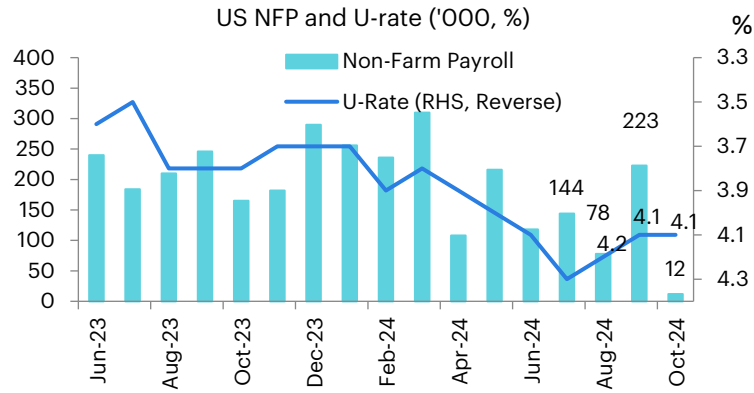 US NFP and U-rate ('000, %)
%
Non-Farm Payroll
U-Rate (RHS, Reverse)
400
350
300
250
200
150
100
50
0
3.3
3.5
3.7
3.9
4.1
4.3
144
78
223
12
4.2
4.1
4.1
Jun-23
Aug-23
Oct-23
Dec-23
Feb-24
Apr-24
Jun-24
Aug-24
Oct-24